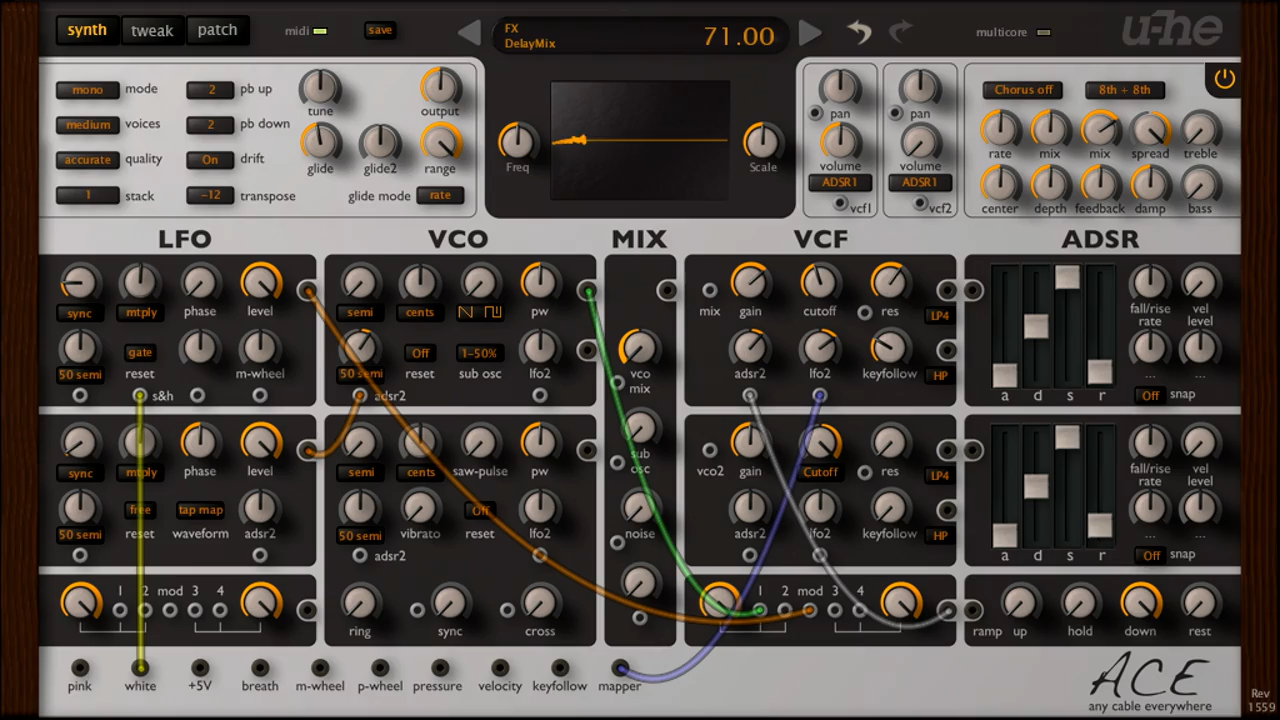 synth tweak patch midi save FX 71.00 multicore u-he
DelayMix
mono mode 2 pb up tune output pan pan Chorus off 8th + 8th
medium voices 2 pb down rate mix mix spread treble
accurate quality On drift glide glide2 range Freq Scale volume volume
ADSR1 ADSR1
1 stack -12 transpose glide mode rate vcf1 vcf2 center depth feedback damp bass
LFO VCO MIX VCF ADSR
sync mtply phase level semi cents pw mix gain cutoff res LP4 fall/rise rate vel level
gate 50 semi reset m-wheel Off 1-50% 50 semi reset sub osc lfo2 vco mix adsr2 lfo2 keyfollow HP ... ...
s&h adsr2 a d s r Off snap
sync mtply phase level semi cents saw-pulse pw sub osc vco2 gain Cutoff res LP4 fall/rise rate vel level
free tap map Off
50 semi reset waveform adsr2 50 semi vibrato reset lfo2 noise adsr2 lfo2 keyfollow HP ... ...
adsr2 a d s r Off snap
1 2 mod 3 4 1 2 mod 3 4
ring sync cross ramp up hold down rest
pink white +5V breath m-wheel p-wheel pressure velocity keyfollow mapper
ACE
any cable everywhere
Rev
1559